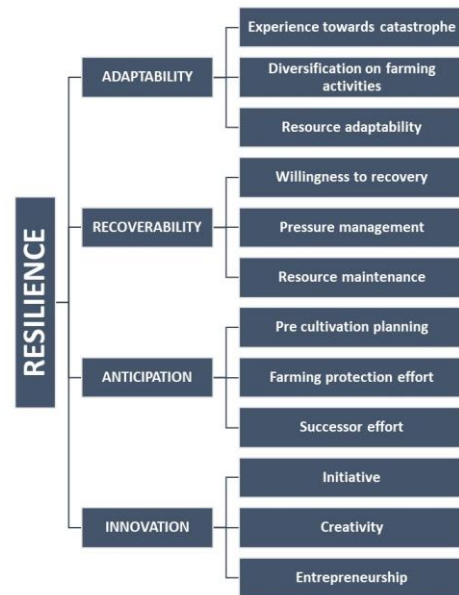 RESILIENCE
ADAPTABILITY
Experience towards catastrophe
Diversification on farming
activities
Resource adaptability
RECOVERABILITY
Willingness to recovery
Pressure management
Resource maintenance
ANTICIPATION
Pre cultivation planning
Farming protection effort
Successor effort
INNOVATION
Initiative
Creativity
Entrepreneurship